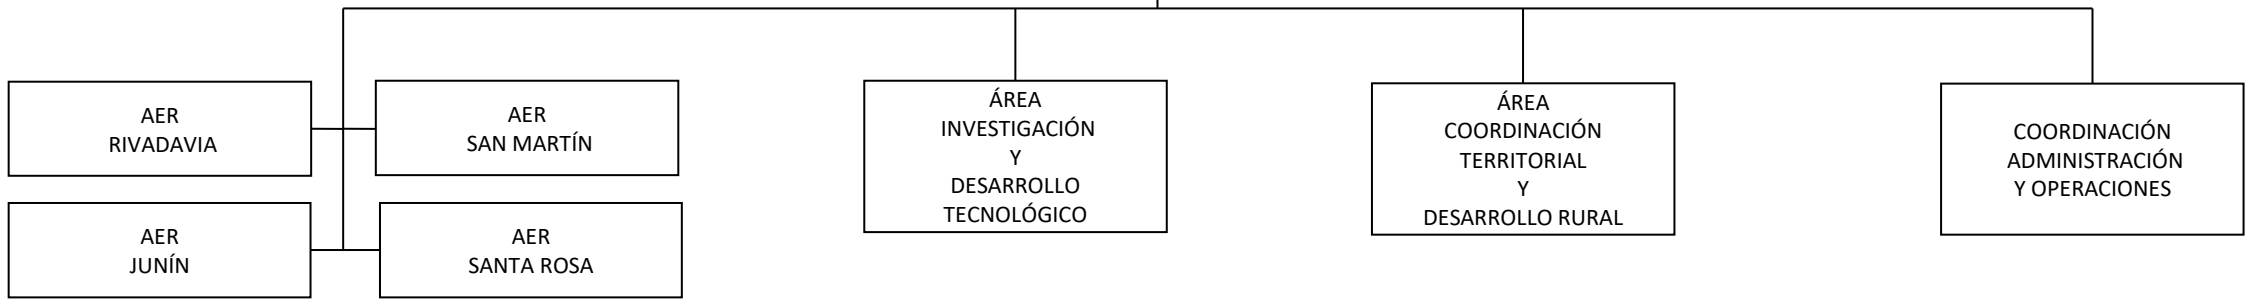 AER
RIVADAVIA
AER
SAN MARTÍN
AER
JUNÍN
AER
SANTA ROSA
ÁREA
INVESTIGACIÓN
Y
DESARROLLO
TECNOLÓGICO
ÁREA
COORDINACIÓN
TERRITORIAL
Y
DESARROLLO RURAL
COORDINACIÓN
ADMINISTRACIÓN
Y OPERACIONES